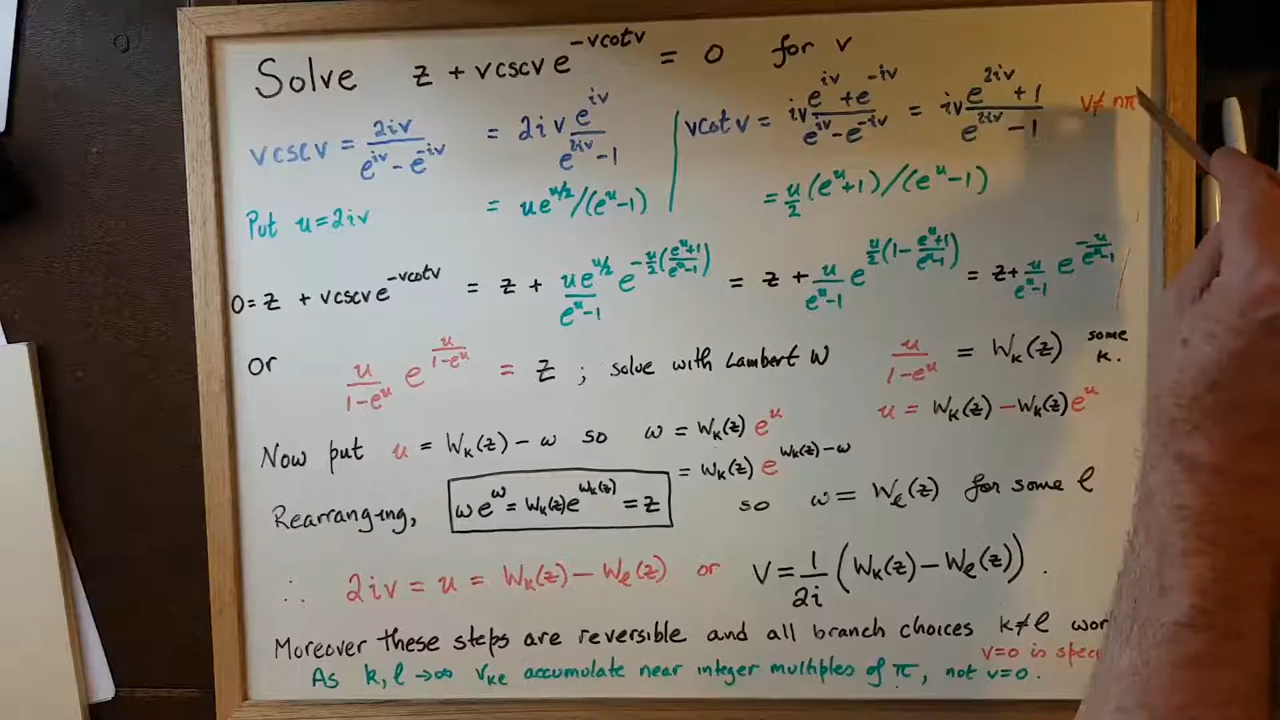 Solve z + v csc v e^{-v cot v} = 0 for v
v csc v = 2iv/(e^{iv} - e^{-iv}) = 2iv e^{iv}/(e^{2iv} - 1)
Put u = 2iv = ue^{u/2}/(e^u - 1)
v cot v = iv (e^{iv} + e^{-iv})/(e^{iv} - e^{-iv}) = iv (e^{2iv} + 1)/(e^{2iv} - 1) v ≠ nπ
= u/2 (e^u + 1)/(e^u - 1)
0 = z + v csc v e^{-v cot v} = z + ue^{u/2}/(e^u - 1) e^{-u/2 ((e^u + 1)/(e^u - 1))} = z + u/(e^u - 1) e^{u/2 (1 - (e^u + 1)/(e^u - 1))} = z + u/(e^u - 1) e^{-u/(e^u - 1)}
or u/(1 - e^u) e^{u/(1 - e^u)} = z ; solve with Lambert W u/(1 - e^u) = W_k(z) some k.
u = W_k(z) - W_k(z) e^u
Now put u = W_k(z) - ω so ω = W_k(z) e^u
= W_k(z) e^{W_k(z) - ω}
Rearranging, ωe^ω = W_k(z)e^{W_k(z)} = z so ω = W_ℓ(z) for some ℓ
∴ 2iv = u = W_k(z) - W_ℓ(z) or V = 1/2i (W_k(z) - W_ℓ(z)).
Moreover these steps are reversible and all branch choices k ≠ ℓ wor
v=0 is spec
As k, ℓ → ∞ v_{kℓ} accumulate near integer multiples of π, not v=0.